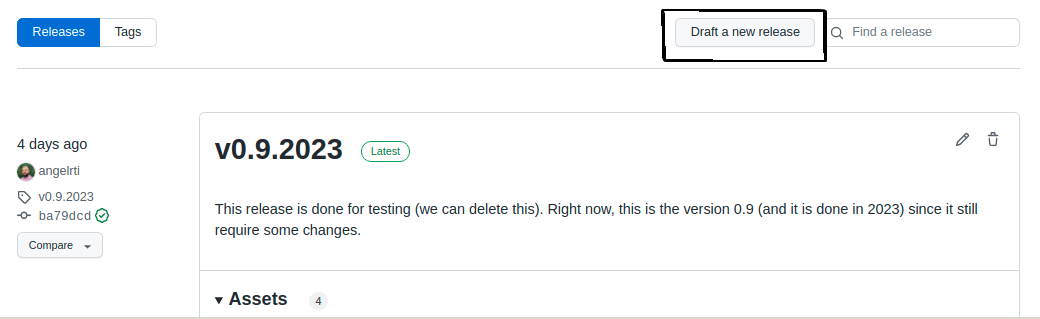 Releases
Tags
Draft a new release
Find a release
4 days ago
angelrti
v0.9.2023
ba79dcd
Compare
v0.9.2023
Latest
This release is done for testing (we can delete this). Right now, this is the version 0.9 (and it is done in 2023) since it still
require some changes.
Assets
4